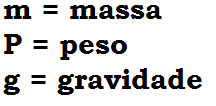 m = massa
P = peso
g = gravidade